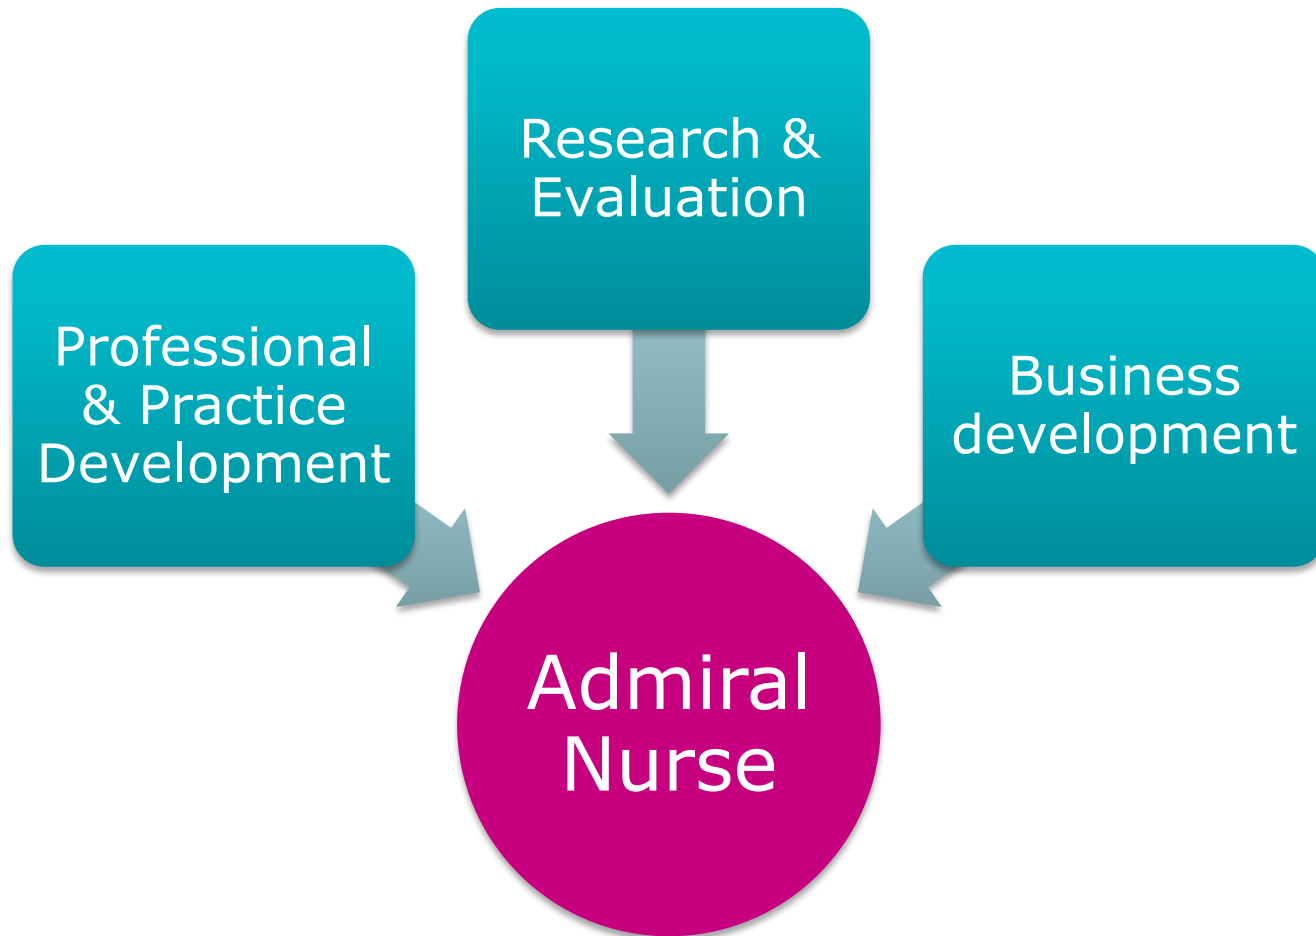 Research &
Evaluation
Professional
& Practice
Development
Business
development
Admiral
Nurse